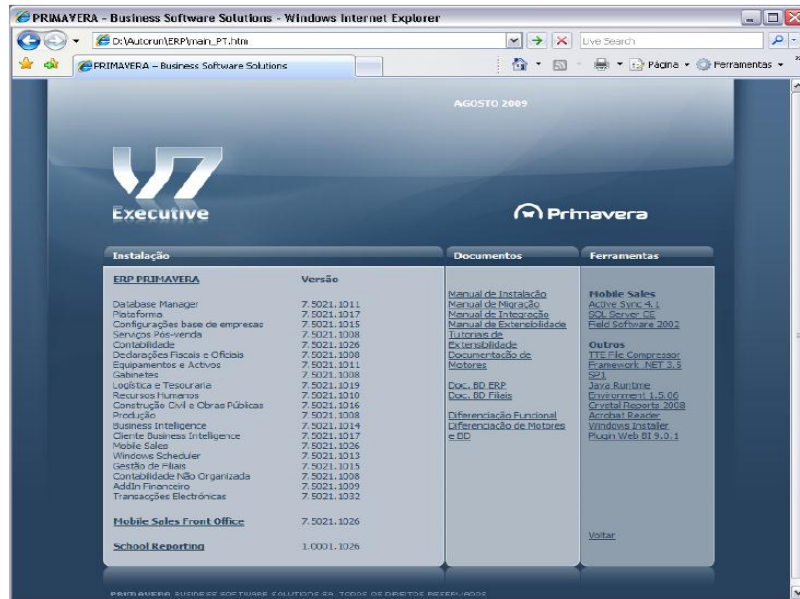 PRIMAVERA - Business Software Solutions - Windows Internet Explorer
D:\Autorun\ERP\main_PT.htm
Live Search
PRIMAVERA – Business Software Solutions
Página
Ferramentas
AGOSTO 2009
V7
Executive
Primavera
Instalação
ERP PRIMAVERA Versão
Database Manager 7.5021.1011
Plataforma 7.5021.1017
Configurações base de empresas 7.5021.1015
Serviços Pós-venda 7.5021.1008
Contabilidade 7.5021.1026
Declarações Fiscais e Oficiais 7.5021.1008
Equipamentos e Activos 7.5021.1011
Gabinetes 7.5021.1008
Logística e Tesouraria 7.5021.1019
Recursos Humanos 7.5021.1010
Construção Civil e Obras Públicas 7.5021.1016
Produção 7.5021.1008
Business Intelligence 7.5021.1014
Cliente Business Intelligence 7.5021.1017
Mobile Sales 7.5021.1026
Windows Scheduler 7.5021.1013
Gestão de Filiais 7.5021.1015
Contabilidade Não Organizada 7.5021.1008
AddIn Financeiro 7.5021.1009
Transacções Electrónicas 7.5021.1032
Mobile Sales Front Office 7.5021.1026
School Reporting 1.0001.1026
Documentos
Manual de Instalação
Manual de Migração
Manual de Integração
Manual de Extensibilidade
Tutoriais de
Extensibilidade
Documentação de
Motores
Doc. BD ERP
Doc. BD Filiais
Diferenciação Funcional
Diferenciação de Motores
e BD
Ferramentas
Mobile Sales
Active Sync 4.1
SQL Server CE
Field Software 2002
Outros
TTE File Compressor
Framework .NET 3.5
SP1
Java Runtime
Environment 1.5.06
Crystal Reports 2008
Acrobat Reader
Windows Installer
Plugin Web BI 9.0.1
Voltar
PRIMAVERA BUSINESS SOFTWARE SOLUTIONS SA. TODOS OS DIREITOS RESERVADOS